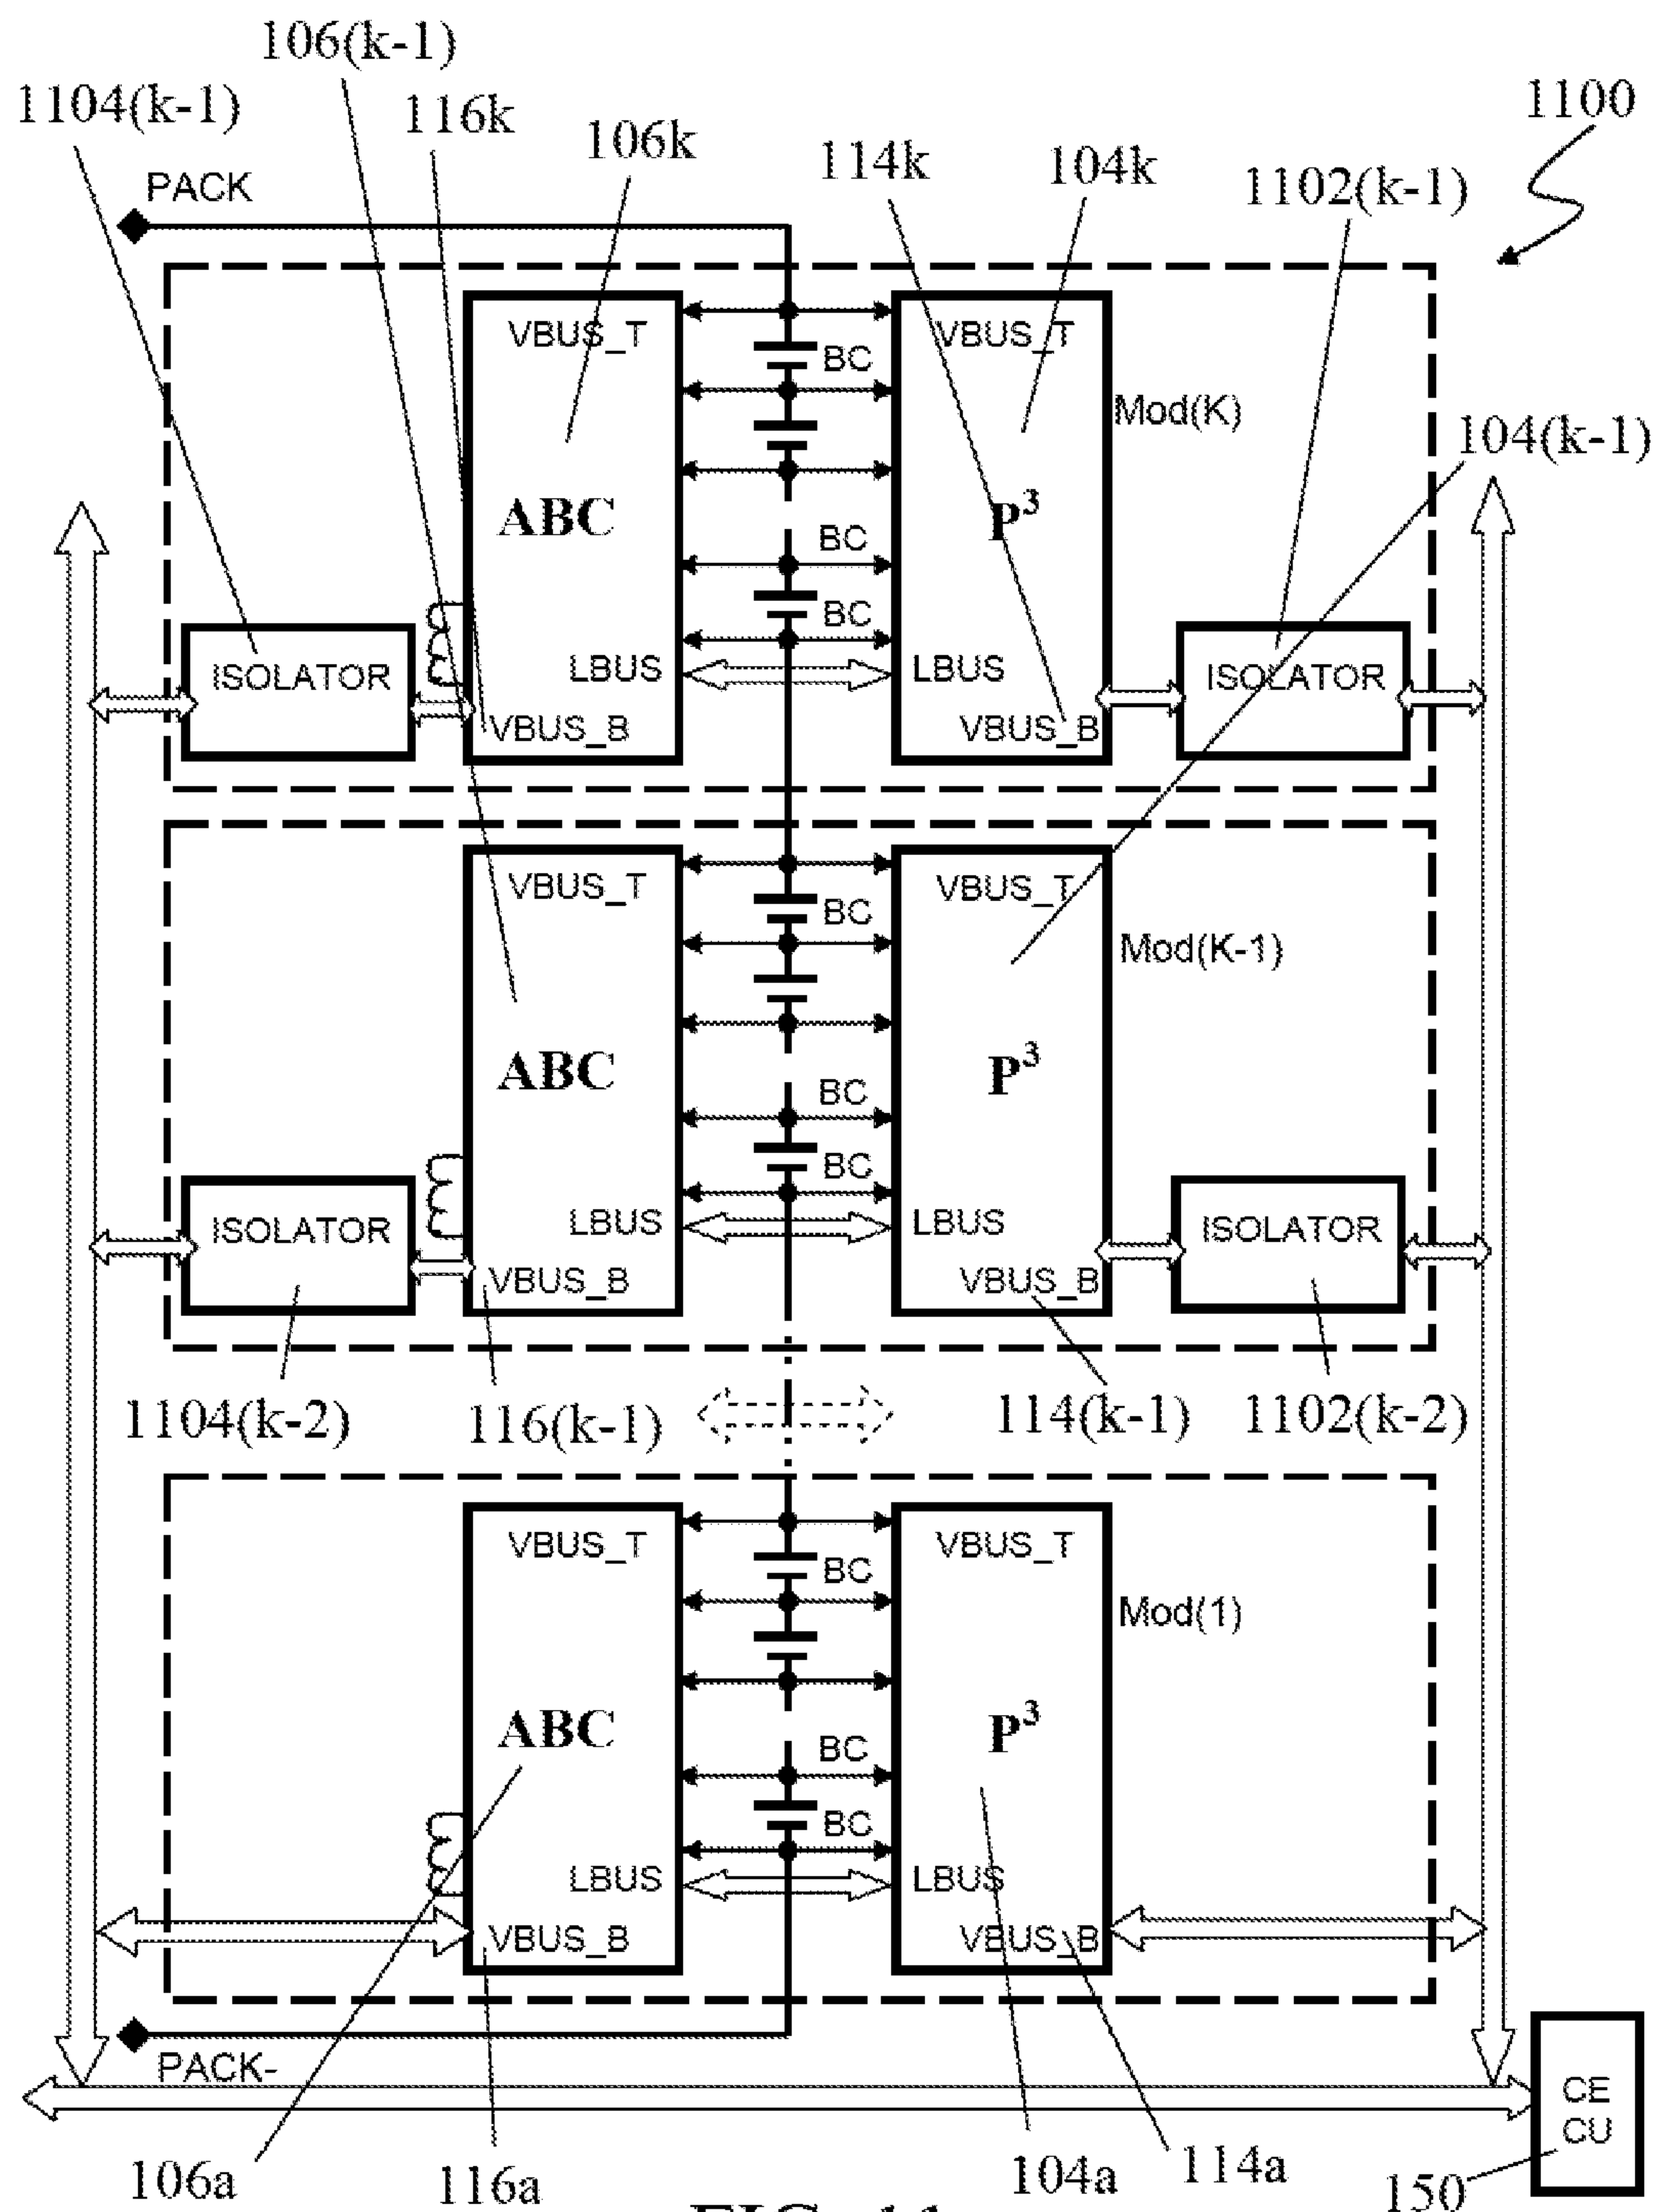 106(k-1)
1104(k-1)
116k
106k
114k
104k
1102(k-1)
1100
PACK
VBUS_T
BC
VBUS_T
Mod(K)
104(k-1)
ABC
BC
P³
BC
ISOLATOR
LBUS
LBUS
ISOLATOR
VBUS_B
VBUS_B
VBUS_T
BC
VBUS_T
Mod(K-1)
ABC
BC
P³
BC
ISOLATOR
LBUS
LBUS
ISOLATOR
VBUS_B
VBUS_B
1104(k-2)
116(k-1)
114(k-1)
1102(k-2)
VBUS_T
BC
VBUS_T
Mod(1)
ABC
BC
P³
BC
LBUS
LBUS
VBUS_B
VBUS_B
PACK-
CE
CU
106a
116a
104a
114a
150